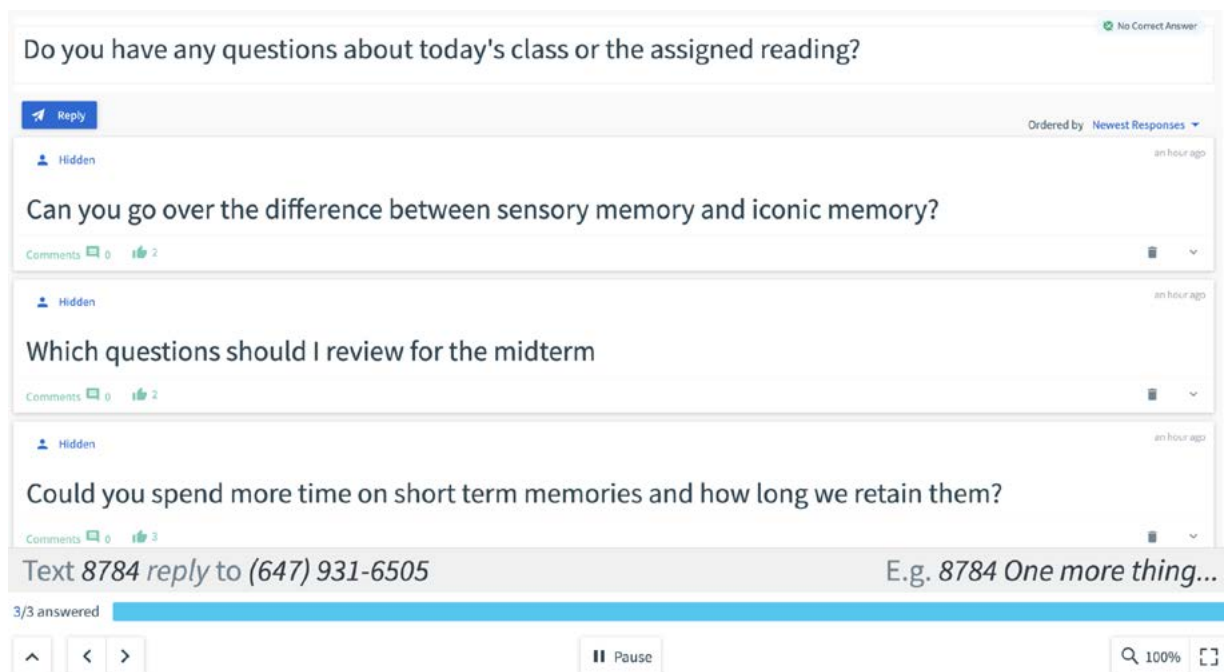 No Correct Answer
Do you have any questions about today's class or the assigned reading?
Reply
Ordered by Newest Responses
Hidden
an hour ago
Can you go over the difference between sensory memory and iconic memory?
Comments 0 2
Hidden
an hour ago
Which questions should I review for the midterm
Comments 0 2
Hidden
an hour ago
Could you spend more time on short term memories and how long we retain them?
Comments 0 3
Text 8784 reply to (647) 931-6505
E.g. 8784 One more thing...
3/3 answered
Pause
100%